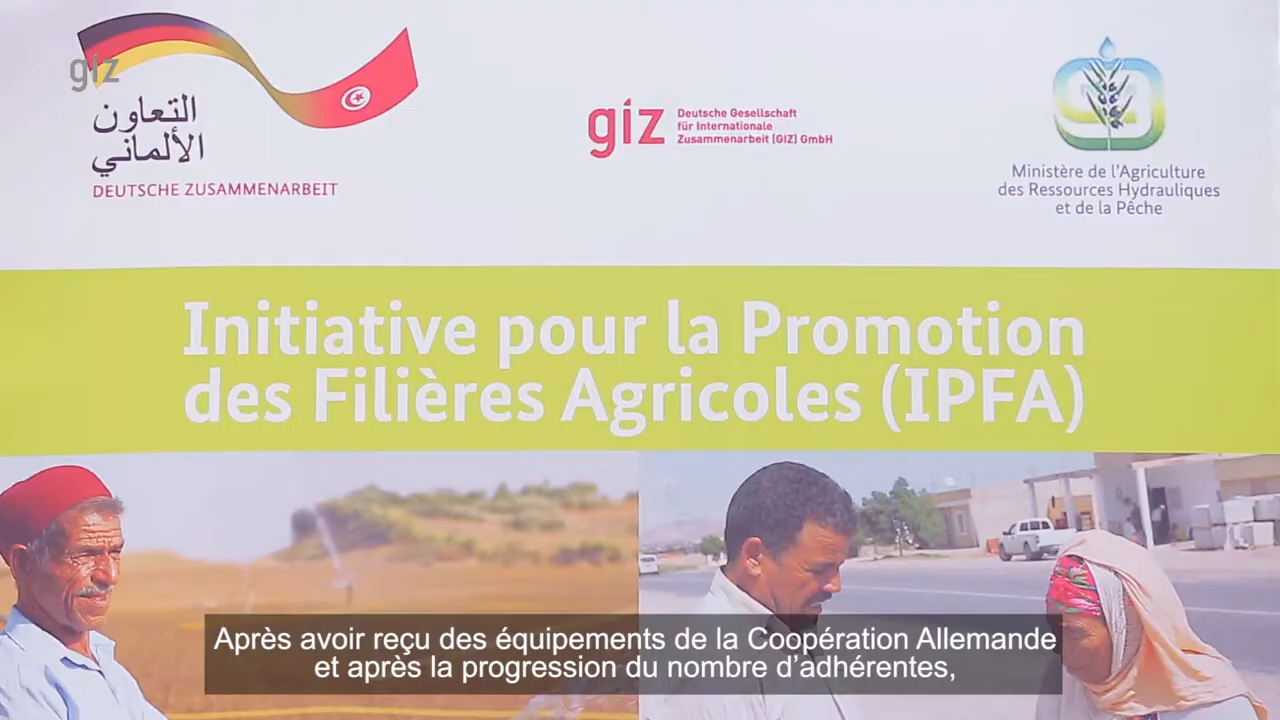 giz
التعاون
الألماني
DEUTSCHE ZUSAMMENARBEIT
giz
Deutsche Gesellschaft
für Internationale
Zusammenarbeit (GIZ) GmbH
Ministère de l'Agriculture
des Ressources Hydrauliques
et de la Pêche
Initiative pour la Promotion
des Filières Agricoles (IPFA)
Après avoir reçu des équipements de la Coopération Allemande
et après la progression du nombre d'adhérentes,